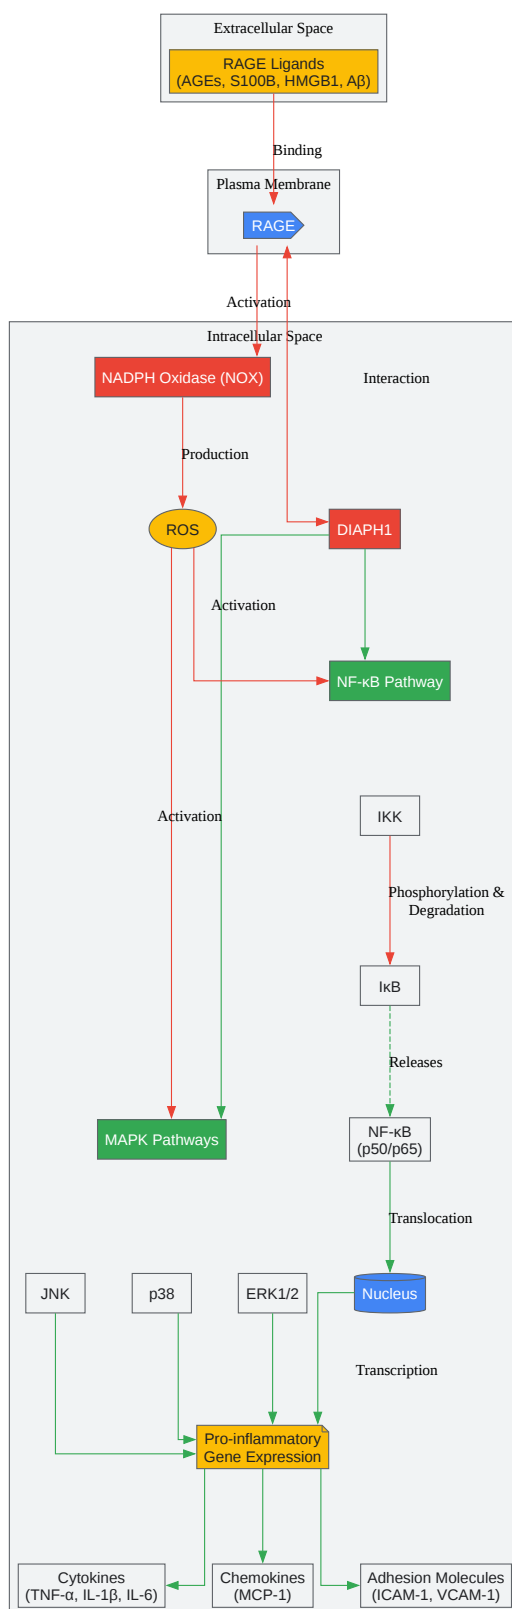 Extracellular Space
RAGE Ligands
(AGEs, S100B, HMGB1, Aβ)
Binding
Plasma Membrane
RAGE
Activation
Intracellular Space
NADPH Oxidase (NOX)
Interaction
Production
ROS
DIAPH1
Activation
NF-κB Pathway
IKK
Activation
Phosphorylation &
Degradation
IκB
Releases
MAPK Pathways
NF-κB
(p50/p65)
Translocation
JNK
p38
ERK1/2
Nucleus
Transcription
Pro-inflammatory
Gene Expression
Cytokines
(TNF-α, IL-1β, IL-6)
Chemokines
(MCP-1)
Adhesion Molecules
(ICAM-1, VCAM-1)